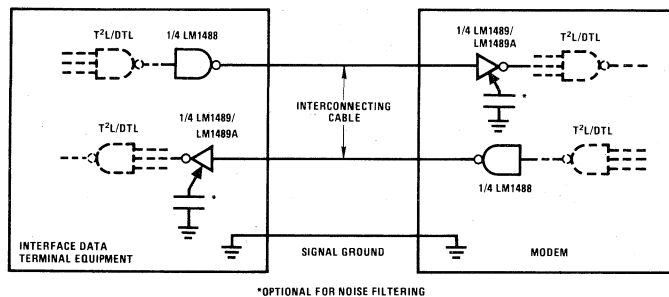 T²L/DTL
1/4 LM1488
1/4 LM1489/
LM1489A
T²L/DTL
*
INTERCONNECTING
CABLE
T²L/DTL
1/4 LM1489/
LM1489A
*
T²L/DTL
1/4 LM1488
INTERFACE DATA
TERMINAL EQUIPMENT
SIGNAL GROUND
MODEM
*OPTIONAL FOR NOISE FILTERING